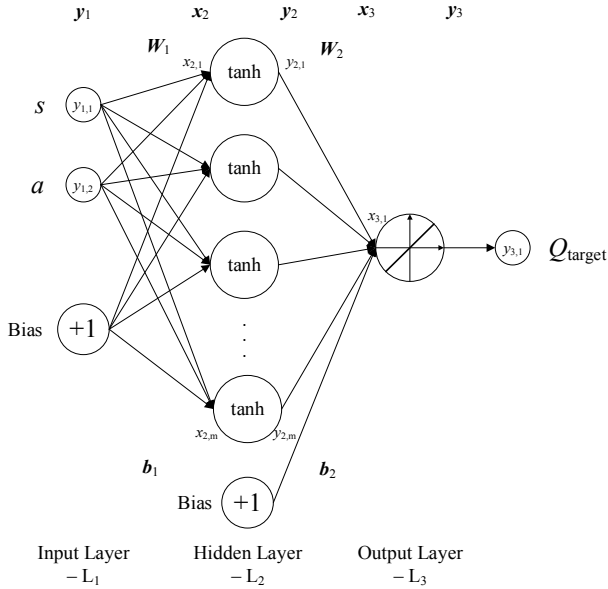 y₁ x₂ y₂ x₃ y₃
W₁ W₂
x₂,₁ tanh y₂,₁
s y₁,₁
tanh
a y₁,₂
x₃,₁
tanh
y₃,₁ Q_target
Bias +1
.
.
.
tanh
x₂,ₘ y₂,ₘ
b₁ b₂
Bias +1
Input Layer Hidden Layer Output Layer
– L₁ – L₂ – L₃